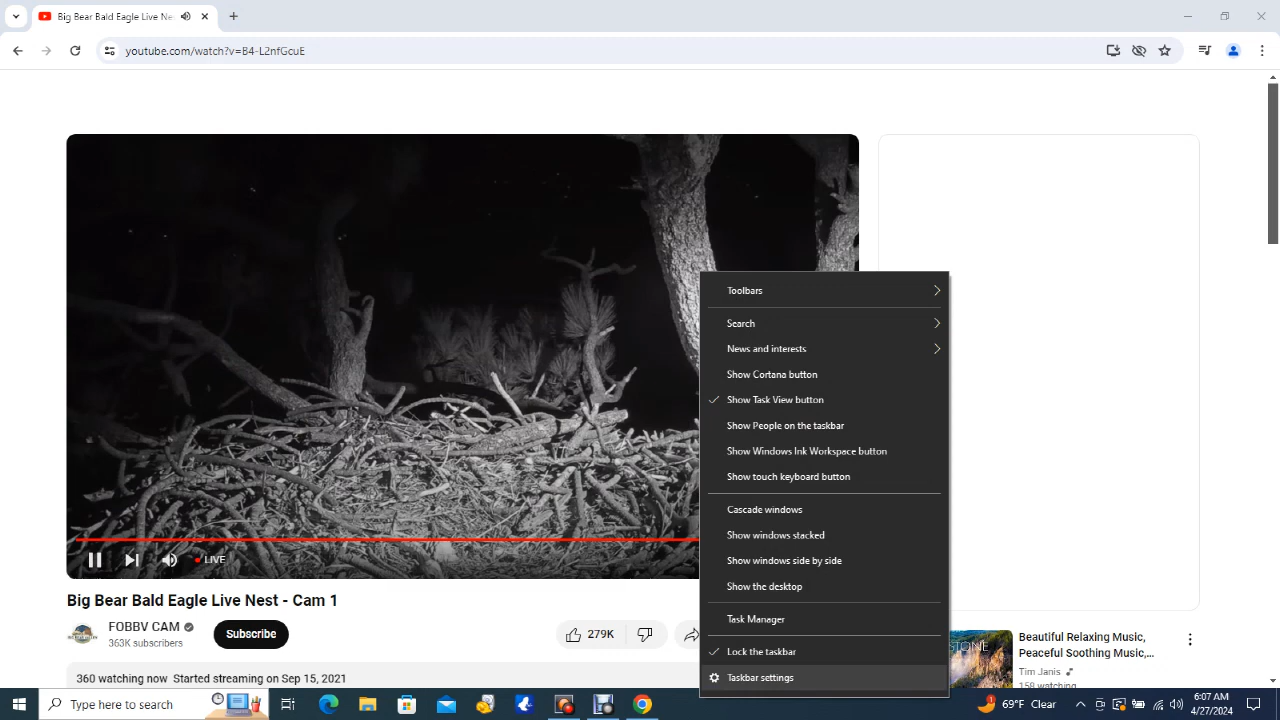 Big Bear Bald Eagle Live Ne
youtube.com/watch?v=B4-L2nfGcuE
LIVE
Big Bear Bald Eagle Live Nest - Cam 1
FOBBV CAM
363K subscribers
Subscribe
279K
360 watching now Started streaming on Sep 15, 2021
Toolbars
Search
News and interests
Show Cortana button
Show Task View button
Show People on the taskbar
Show Windows Ink Workspace button
Show touch keyboard button
Cascade windows
Show windows stacked
Show windows side by side
Show the desktop
Task Manager
Lock the taskbar
Taskbar settings
STONE
Beautiful Relaxing Music,
Peaceful Soothing Music,...
Tim Janis
158 watching
Type here to search
69°F Clear
6:07 AM
4/27/2024